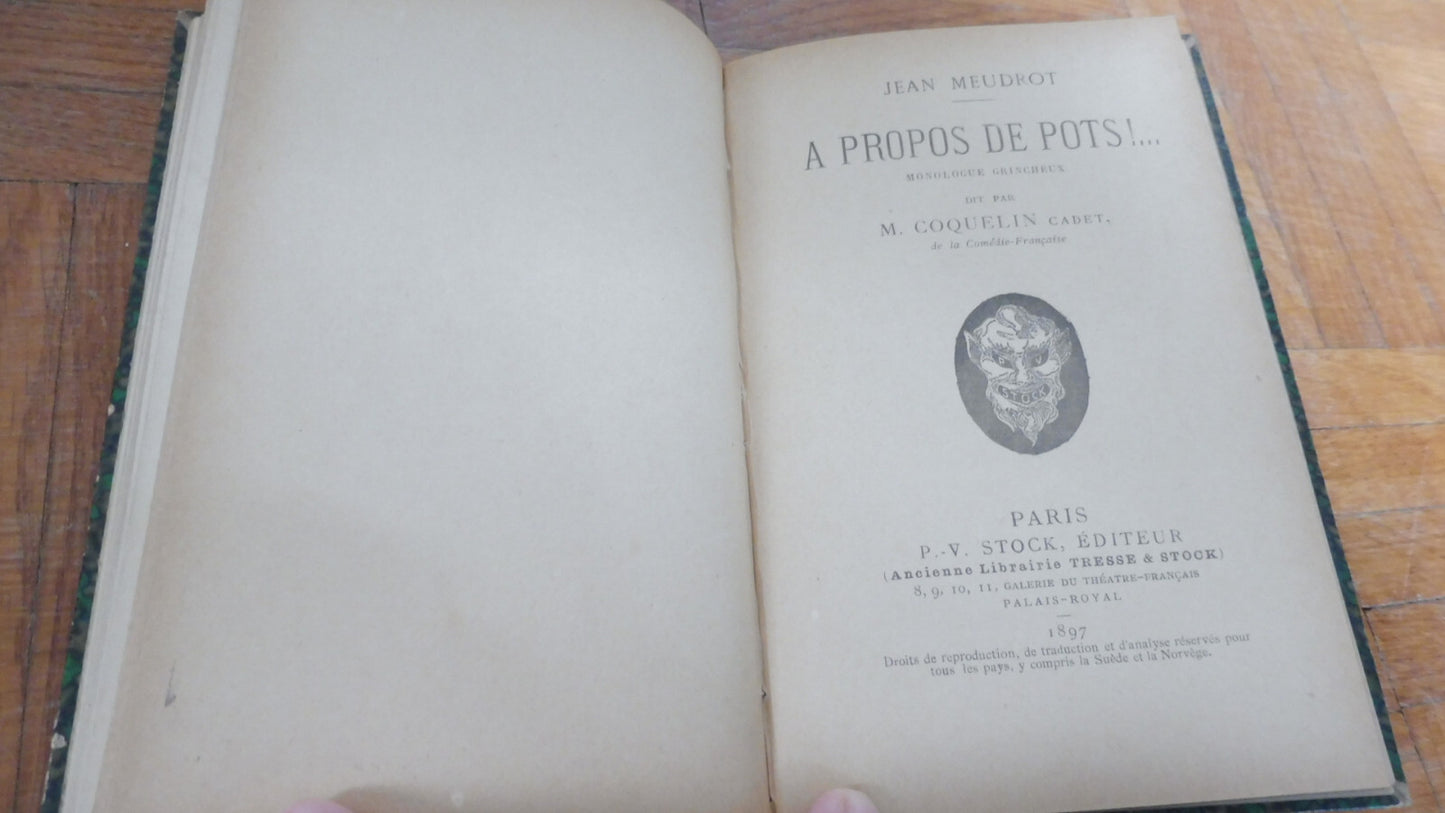 JEAN MEUDROT
A PROPOS DE POTS!...
MONOLOGUE GRINCHEUX
DIT PAR
M. COQUELIN CADET,
de la Comédie-Française
P V
STOCK
PARIS
P.-V. STOCK, ÉDITEUR
(Ancienne Librairie TRESSE & STOCK)
8, 9, 10, 11, GALERIE DU THÉATRE-FRANÇAIS
PALAIS-ROYAL
1897
Droits de reproduction, de traduction et d'analyse réservés pour
tous les pays, y compris la Suède et la Norvège.